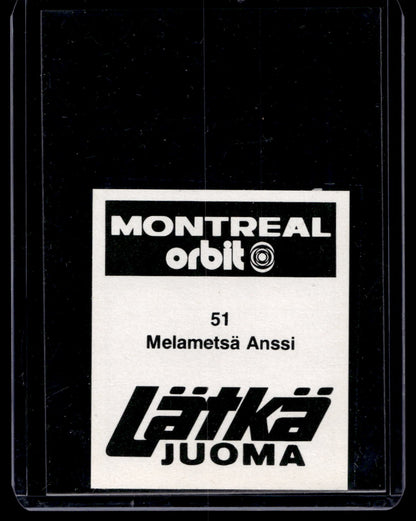 MONTREAL
orbit
51
Melametsä Anssi
Lätkä
JUOMA